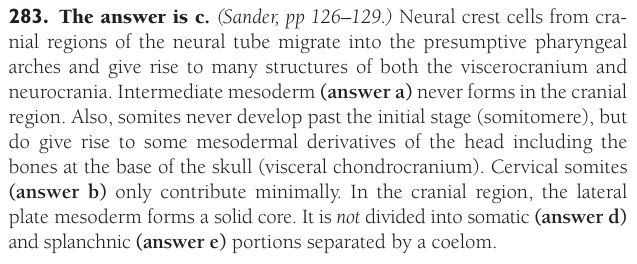 283. The answer is c. (Sander, pp 126–129.) Neural crest cells from cra-
nial regions of the neural tube migrate into the presumptive pharyngeal
arches and give rise to many structures of both the viscerocranium and
neurocrania. Intermediate mesoderm (answer a) never forms in the cranial
region. Also, somites never develop past the initial stage (somitomere), but
do give rise to some mesodermal derivatives of the head including the
bones at the base of the skull (visceral chondrocranium). Cervical somites
(answer b) only contribute minimally. In the cranial region, the lateral
plate mesoderm forms a solid core. It is not divided into somatic (answer d)
and splanchnic (answer e) portions separated by a coelom.